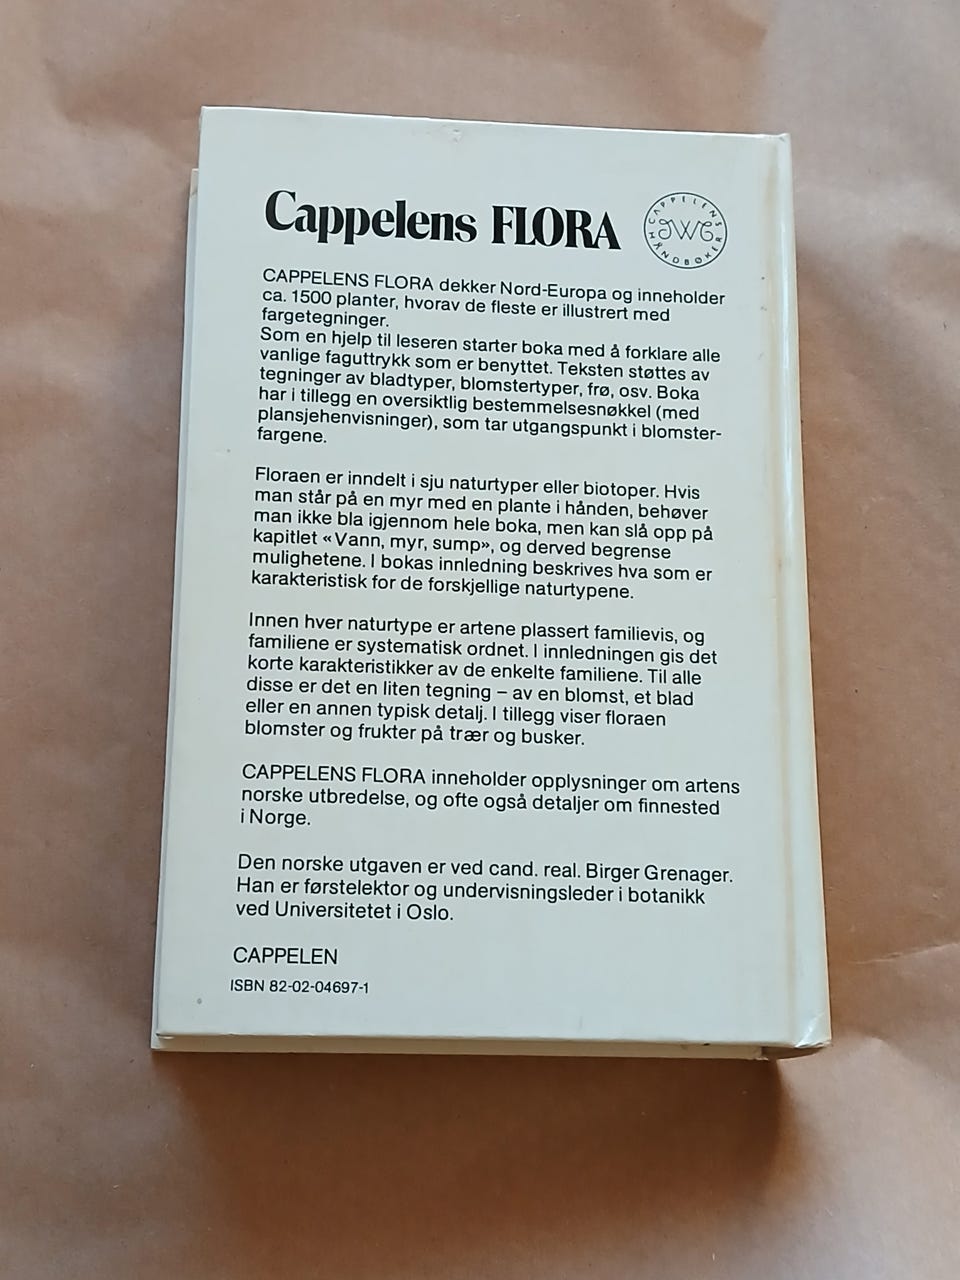 Cappelens FLORA
CAPPELENS HÅNDBØKER
JWC
CAPPELENS FLORA dekker Nord-Europa og inneholder
ca. 1500 planter, hvorav de fleste er illustrert med
fargetegninger.
Som en hjelp til leseren starter boka med å forklare alle
vanlige faguttrykk som er benyttet. Teksten støttes av
tegninger av bladtyper, blomstertyper, frø, osv. Boka
har i tillegg en oversiktlig bestemmelsesnøkkel (med
plansjehenvisninger), som tar utgangspunkt i blomster-
fargene.
Floraen er inndelt i sju naturtyper eller biotoper. Hvis
man står på en myr med en plante i hånden, behøver
man ikke bla igjennom hele boka, men kan slå opp på
kapitlet «Vann, myr, sump», og derved begrense
mulighetene. I bokas innledning beskrives hva som er
karakteristisk for de forskjellige naturtypene.
Innen hver naturtype er artene plassert familievis, og
familiene er systematisk ordnet. I innledningen gis det
korte karakteristikker av de enkelte familiene. Til alle
disse er det en liten tegning – av en blomst, et blad
eller en annen typisk detalj. I tillegg viser floraen
blomster og frukter på trær og busker.
CAPPELENS FLORA inneholder opplysninger om artens
norske utbredelse, og ofte også detaljer om finnested
i Norge.
Den norske utgaven er ved cand. real. Birger Grenager.
Han er førstelektor og undervisningsleder i botanikk
ved Universitetet i Oslo.
CAPPELEN
ISBN 82-02-04697-1